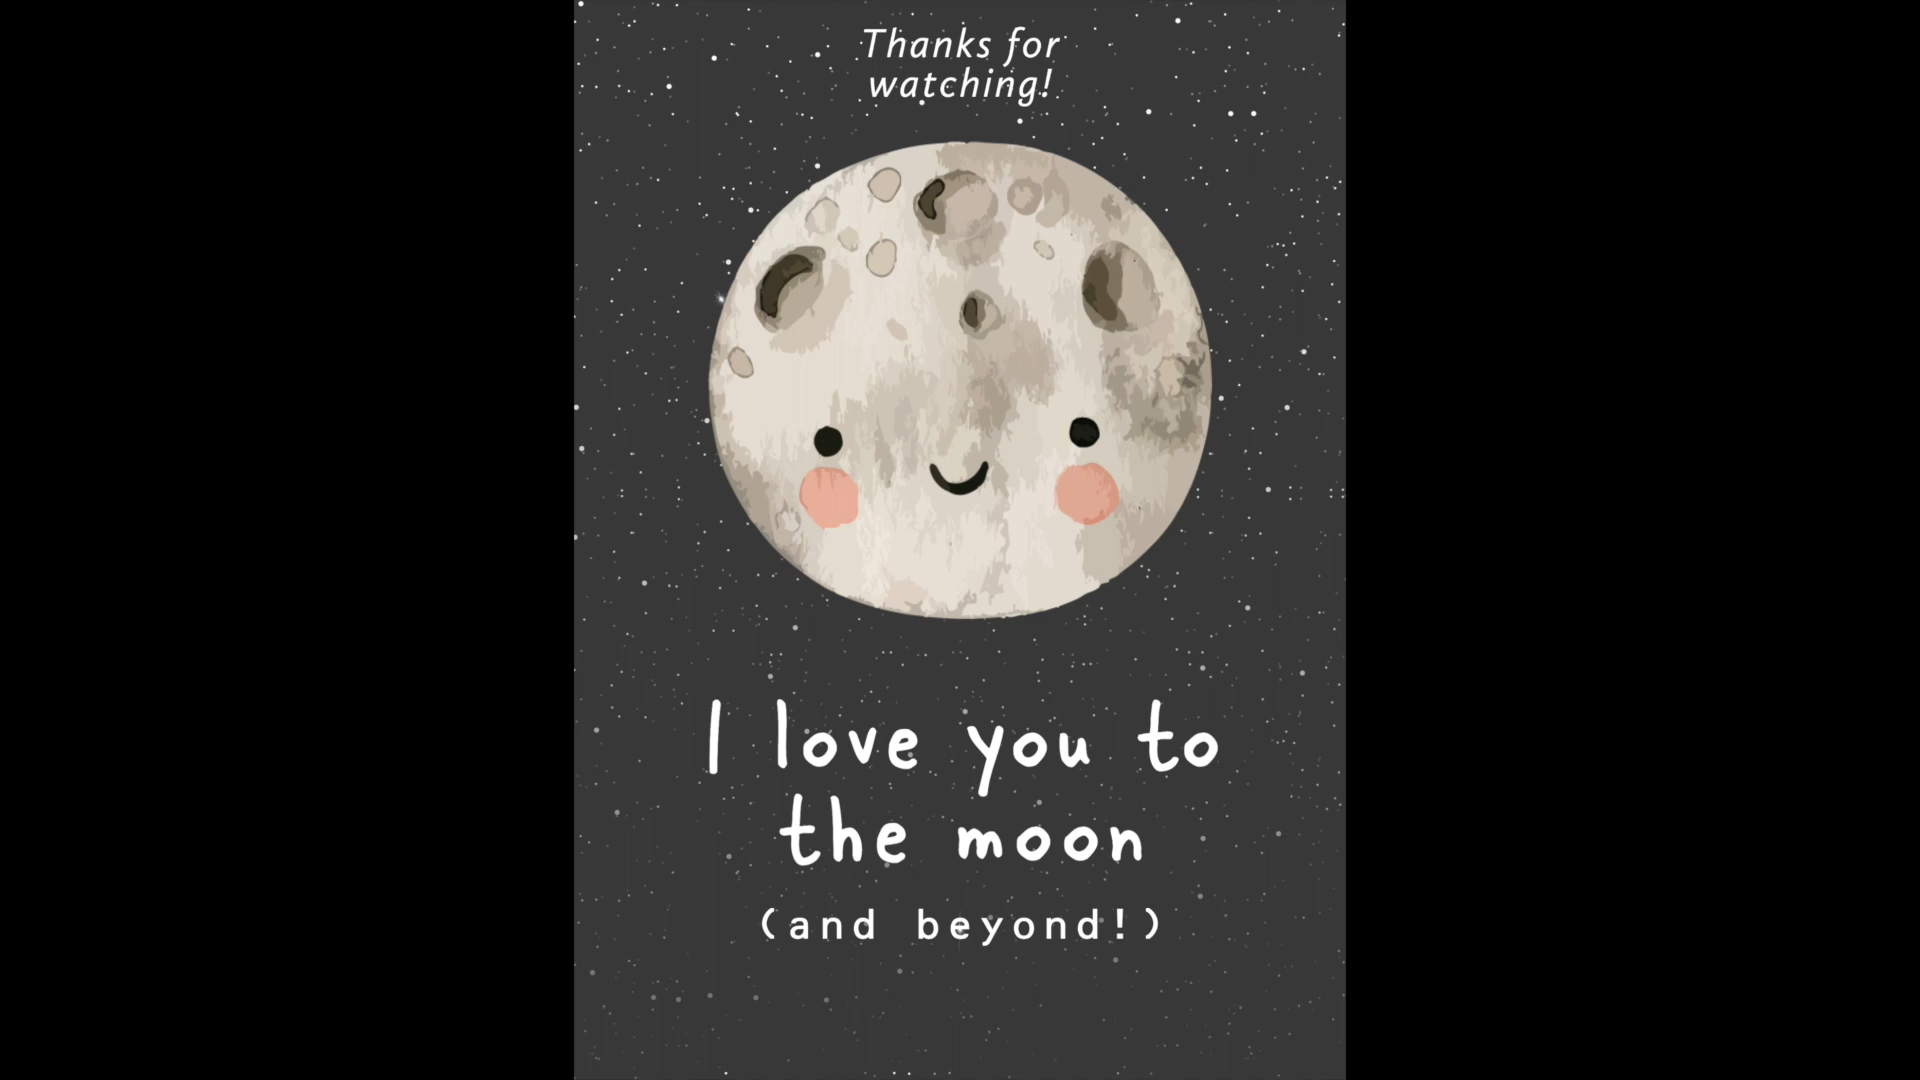 Thanks for
watching!
I love you to
the moon
(and beyond!)